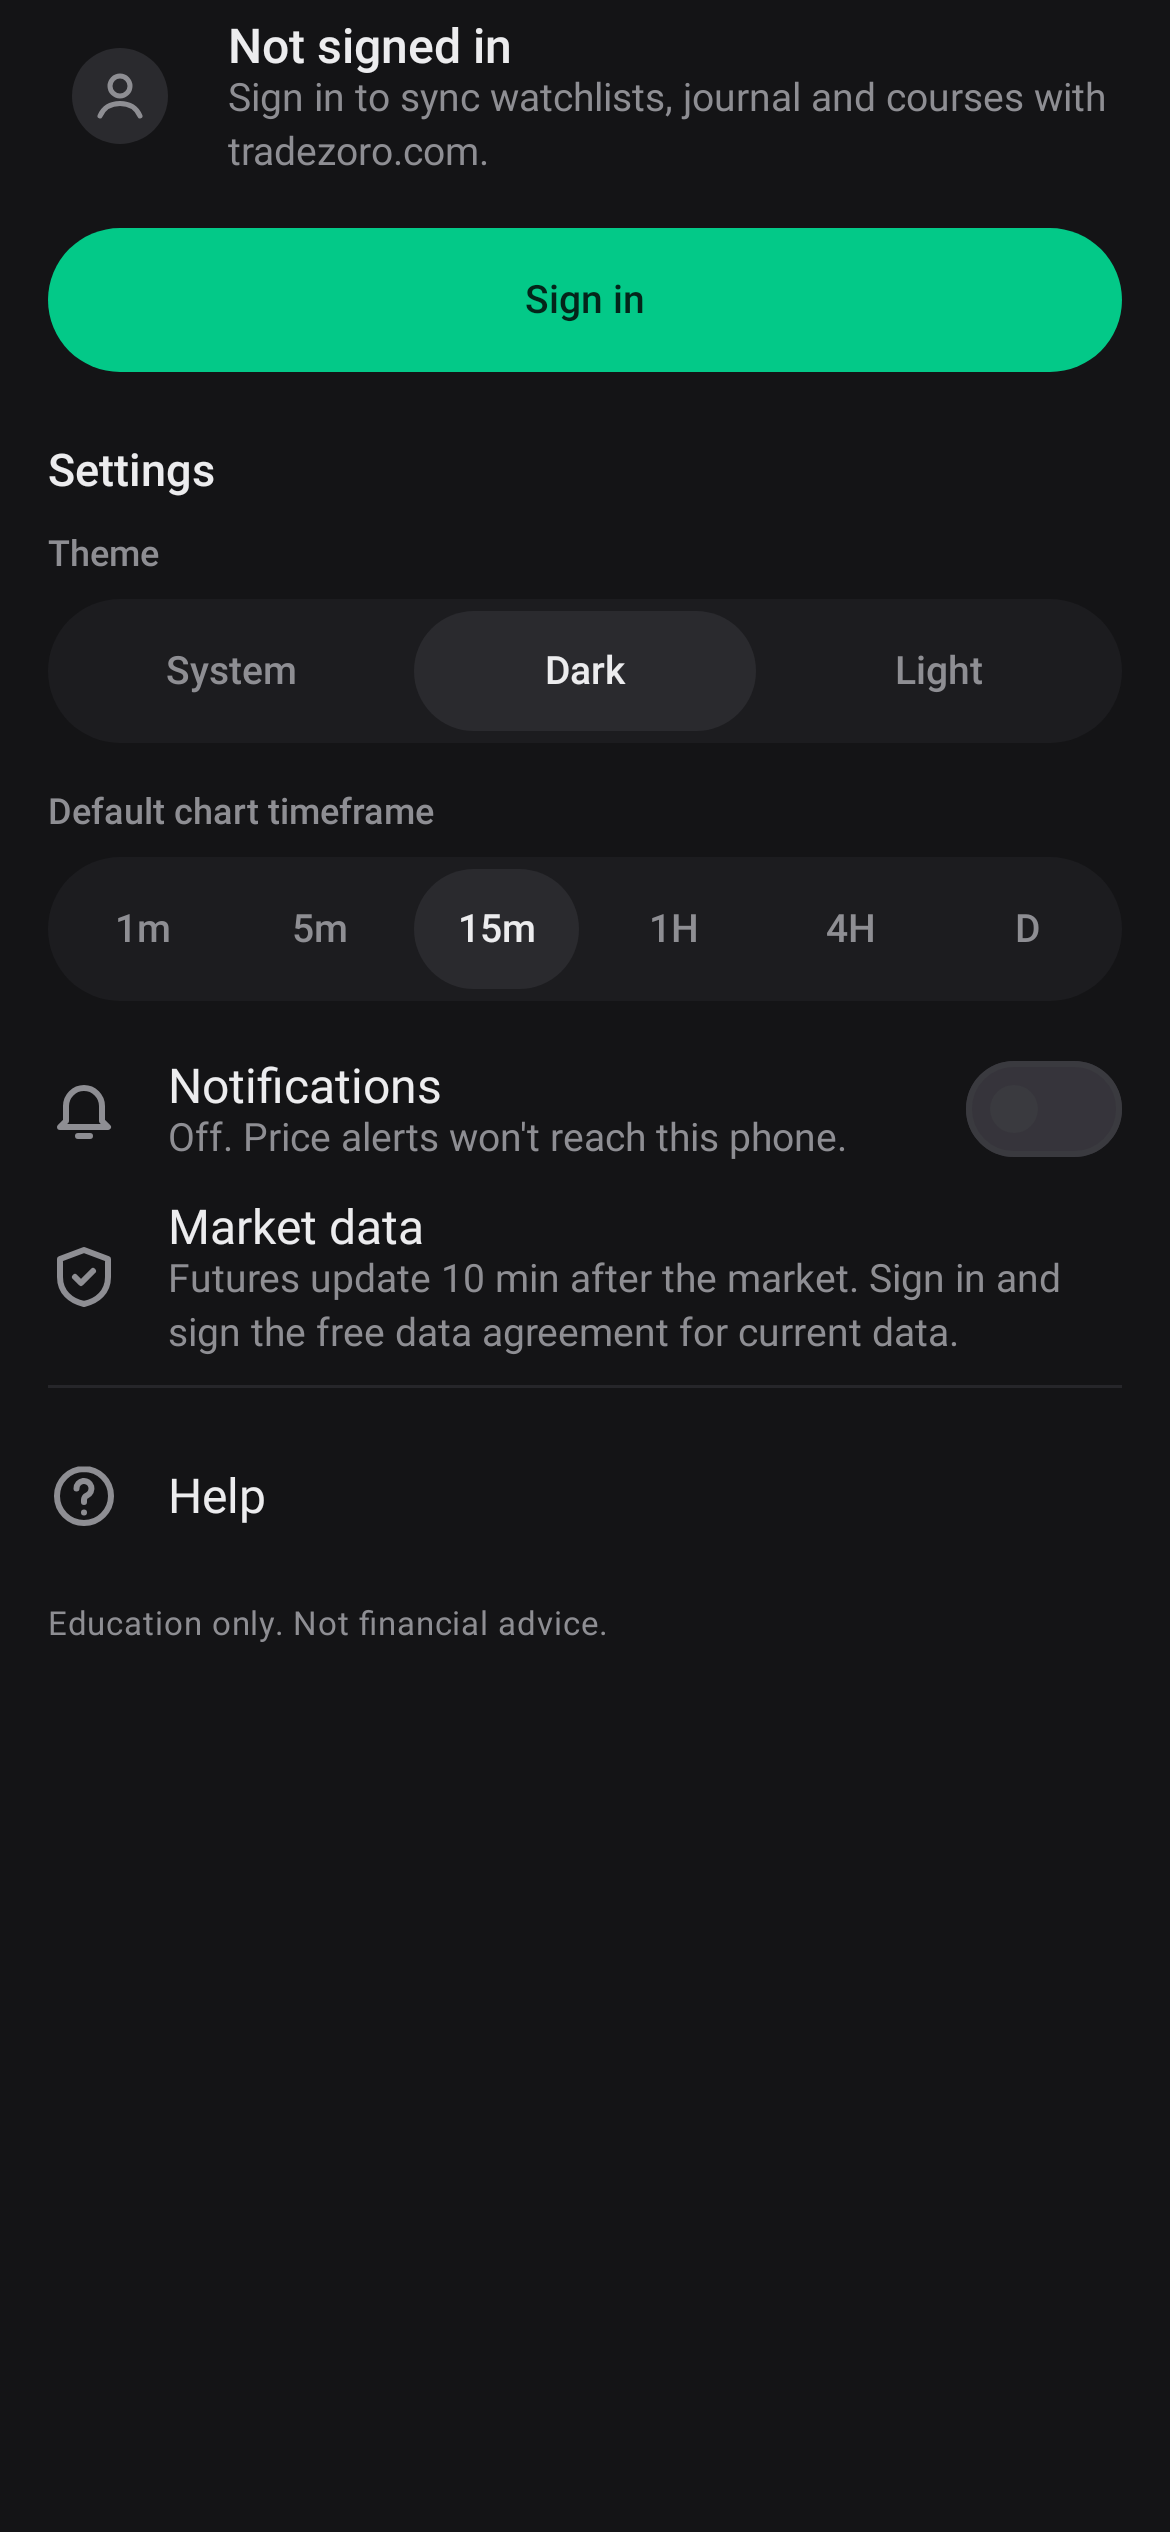 Not signed in
Sign in to sync watchlists, journal and courses with
tradezoro.com.
Sign in
Settings
Theme
System Dark Light
Default chart timeframe
1m 5m 15m 1H 4H D
Notifications
Off. Price alerts won't reach this phone.
Market data
Futures update 10 min after the market. Sign in and
sign the free data agreement for current data.
Help
Education only. Not financial advice.